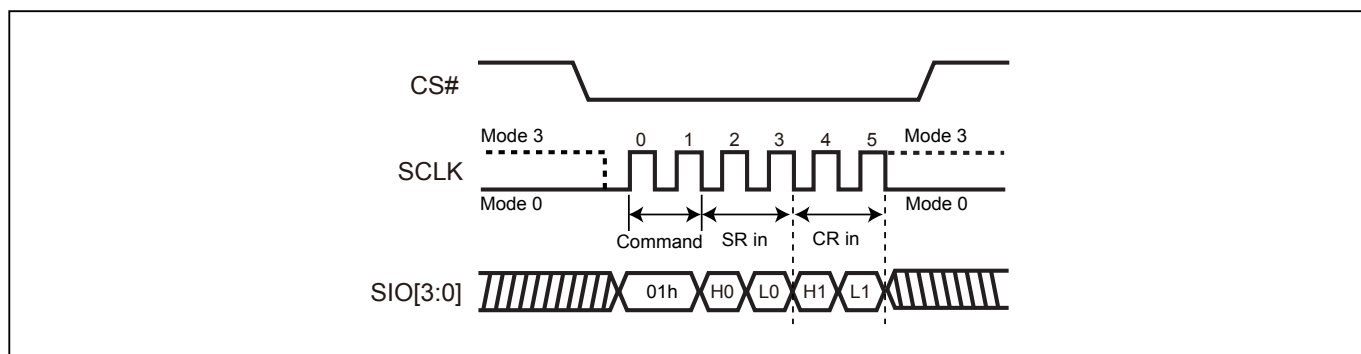 CS#
Mode 3 0 1 2 3 4 5 Mode 3
SCLK
Mode 0 Mode 0
Command SR in CR in
SIO[3:0] 01h H0 L0 H1 L1